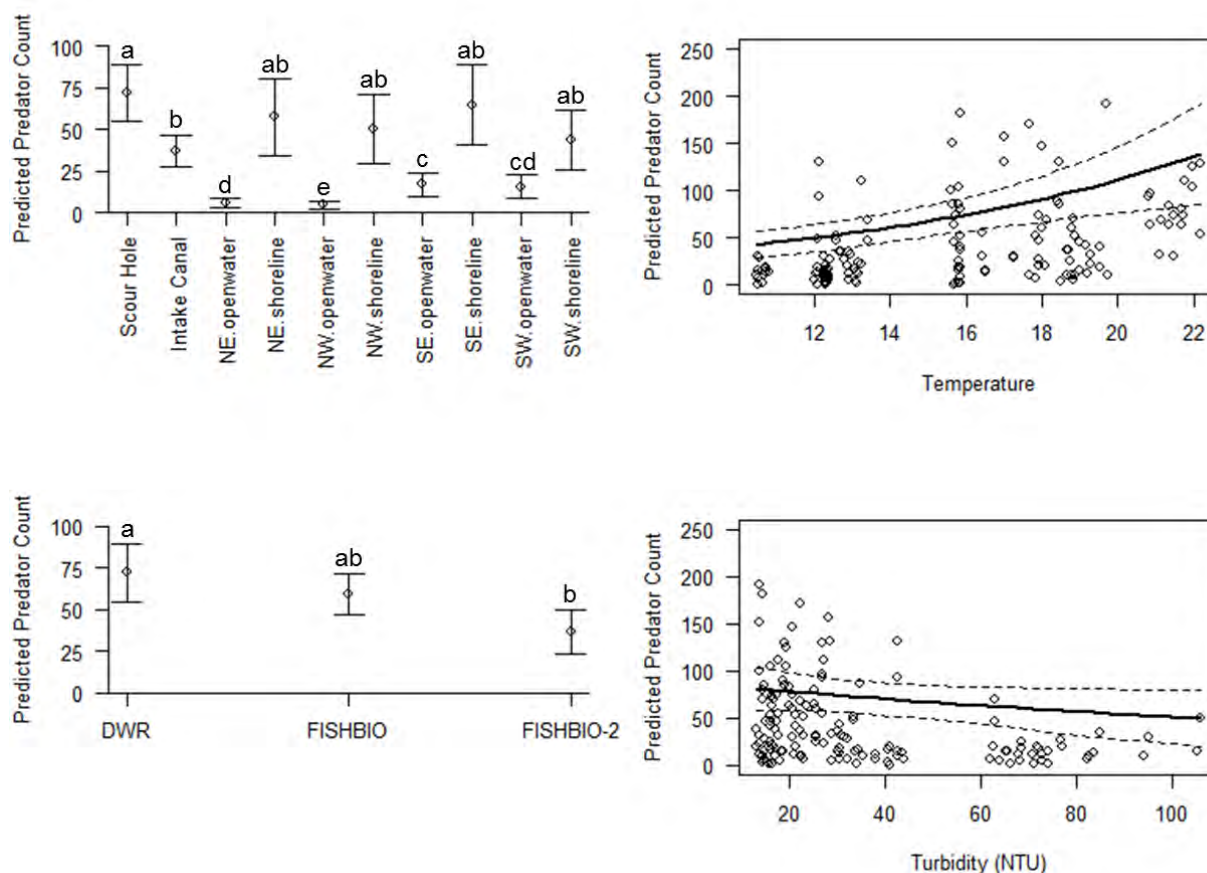 Predicted Predator Count
100
75
50
25
0
a
b
d
ab
e
ab
c
ab
cd
ab
Scour Hole
Intake Canal
NE.openwater
NE.shoreline
NW.openwater
NW.shoreline
SE.openwater
SE.shoreline
SW.openwater
SW.shoreline
Predicted Predator Count
250
200
150
100
50
0
12 14 16 18 20 22
Temperature
Predicted Predator Count
100
75
50
25
0
a
ab
b
DWR FISHBIO FISHBIO-2
Predicted Predator Count
250
200
150
100
50
0
20 40 60 80 100
Turbidity (NTU)